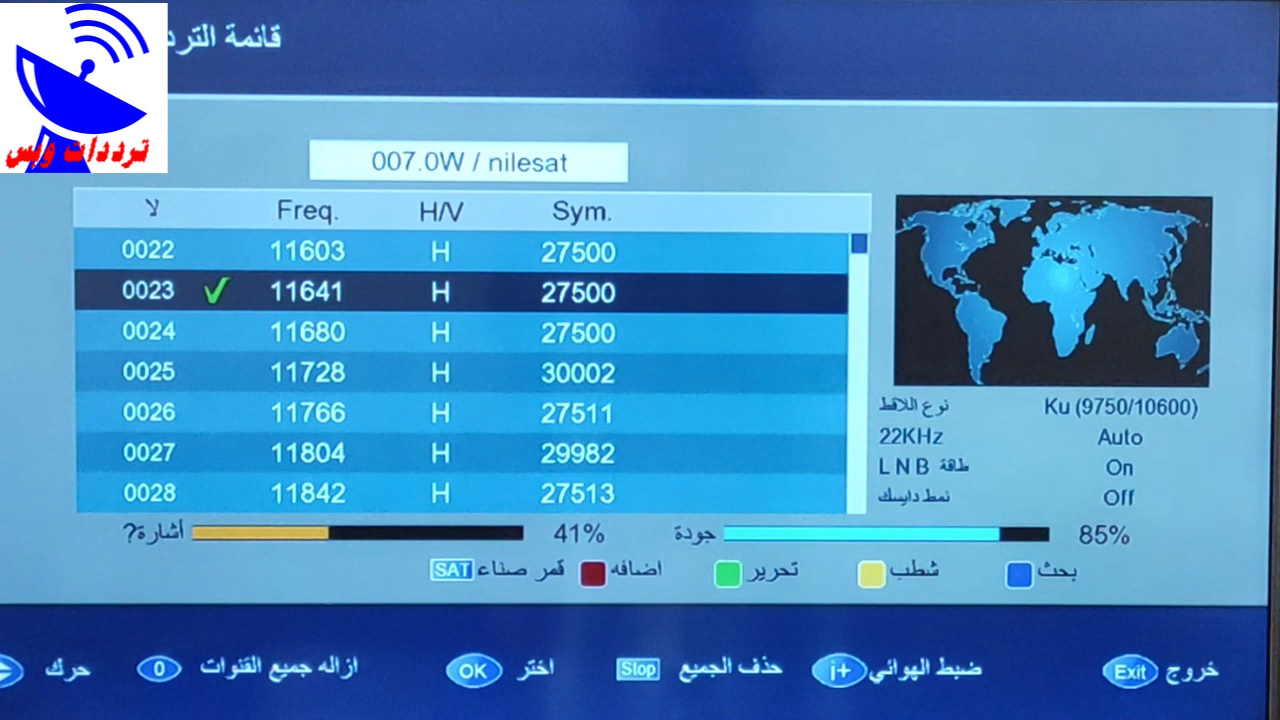 قائمة الترد
ترددات وبس
007.0W / nilesat
لا Freq. H/V Sym.
0022 11603 H 27500
0023 11641 H 27500
0024 11680 H 27500
0025 11728 H 30002
0026 11766 H 27511
0027 11804 H 29982
0028 11842 H 27513
نوع اللاقط Ku (9750/10600)
22KHz Auto
طاقة LNB On
نمط دايسك Off
أشارة? 41% جودة 85%
SAT قمر صناء اضافه تحرير شطب بحث
حرك 0 ازاله جميع القنوات OK اختر Stop حذف الجميع i+ ضبط الهوائي Exit خروج